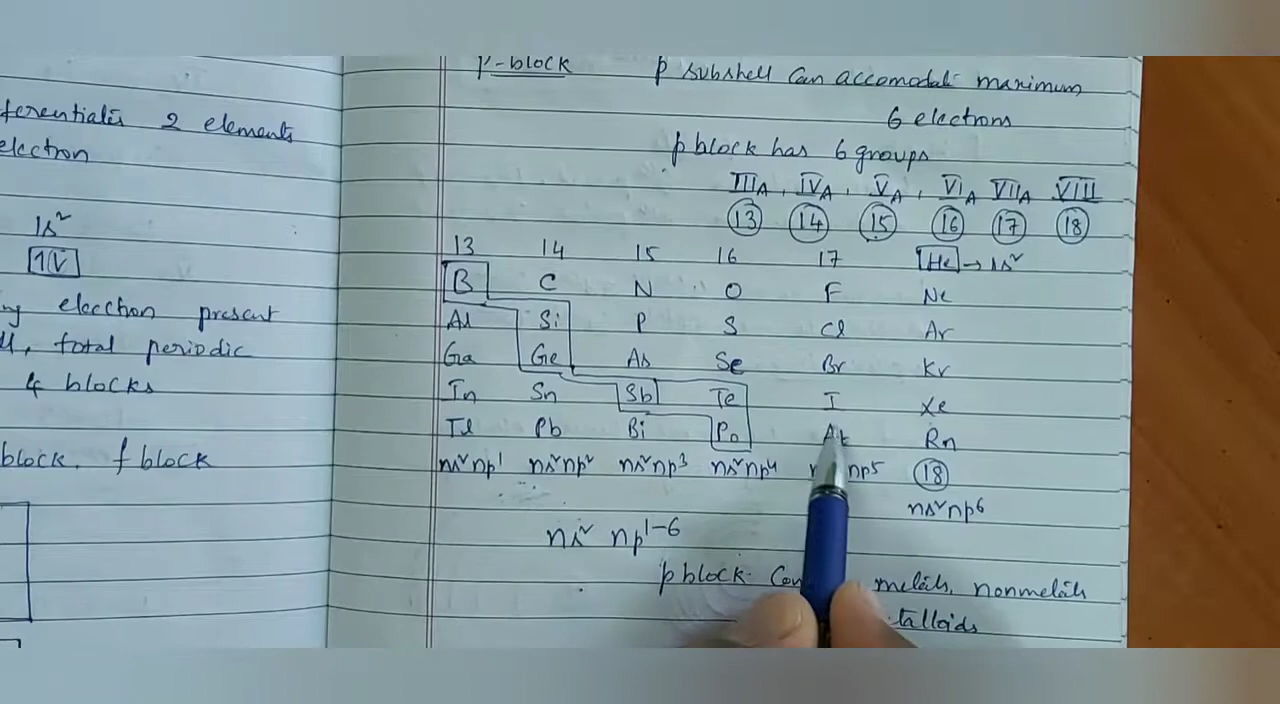 ferentiatis 2 elements
electron
1s²
1V
ng elecchon present
total periodic
4 blocks
block. f block
p-block p subshell Can accomodate maximum
6 electrons
p block has 6 groups
IIIA, IVA, VA, VIA VIIA VIII
13 14 15 16 17 18
13 14 15 16 17 He → 1s²
B C N O F Ne
Al Si P S Cl Ar
Ga Ge As Se Br Kr
In Sn Sb Te I Xe
Tl Pb Bi Po At Rn
ns²np¹ ns²np² ns²np³ ns²np⁴ np5 18
ns²np6
ns² np1-6
p block metals, nonmetals
talloids